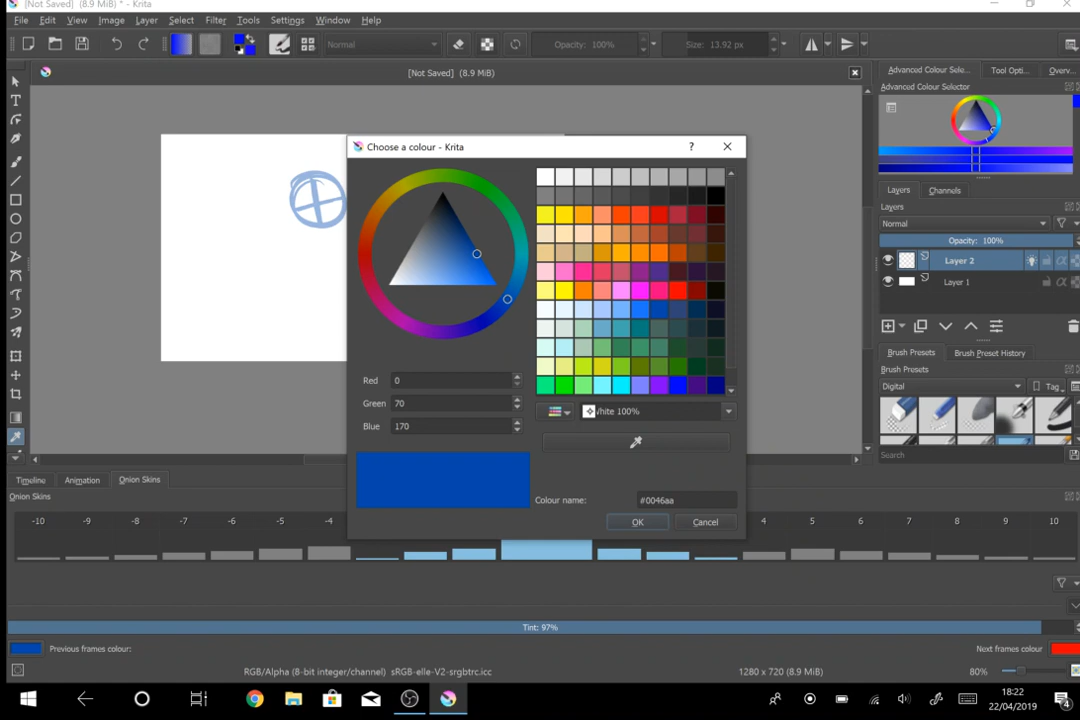 [Not Saved] (8.9 MiB) * - Krita
File Edit View Image Layer Select Filter Tools Settings Window Help
Normal
Opacity: 100%
Size: 13.92 px
[Not Saved] (8.9 MiB)
Advanced Colour Sele...
Tool Opti...
Overv...
Advanced Colour Selector
Choose a colour - Krita
Layers
Channels
Layers
Normal
Opacity: 100%
Layer 2
Layer 1
Brush Presets
Brush Preset History
Brush Presets
Digital
Tag
Search
Red 0
Green 70
Blue 170
White 100%
Colour name: #0046aa
OK
Cancel
Timeline
Animation
Onion Skins
Onion Skins
-10 -9 -8 -7 -6 -5 -4 4 5 6 7 8 9 10
Tint: 97%
Previous frames colour:
Next frames colour
RGB/Alpha (8-bit integer/channel) sRGB-elle-V2-srgbtrc.icc
1280 x 720 (8.9 MiB)
80%
18:22
22/04/2019
4